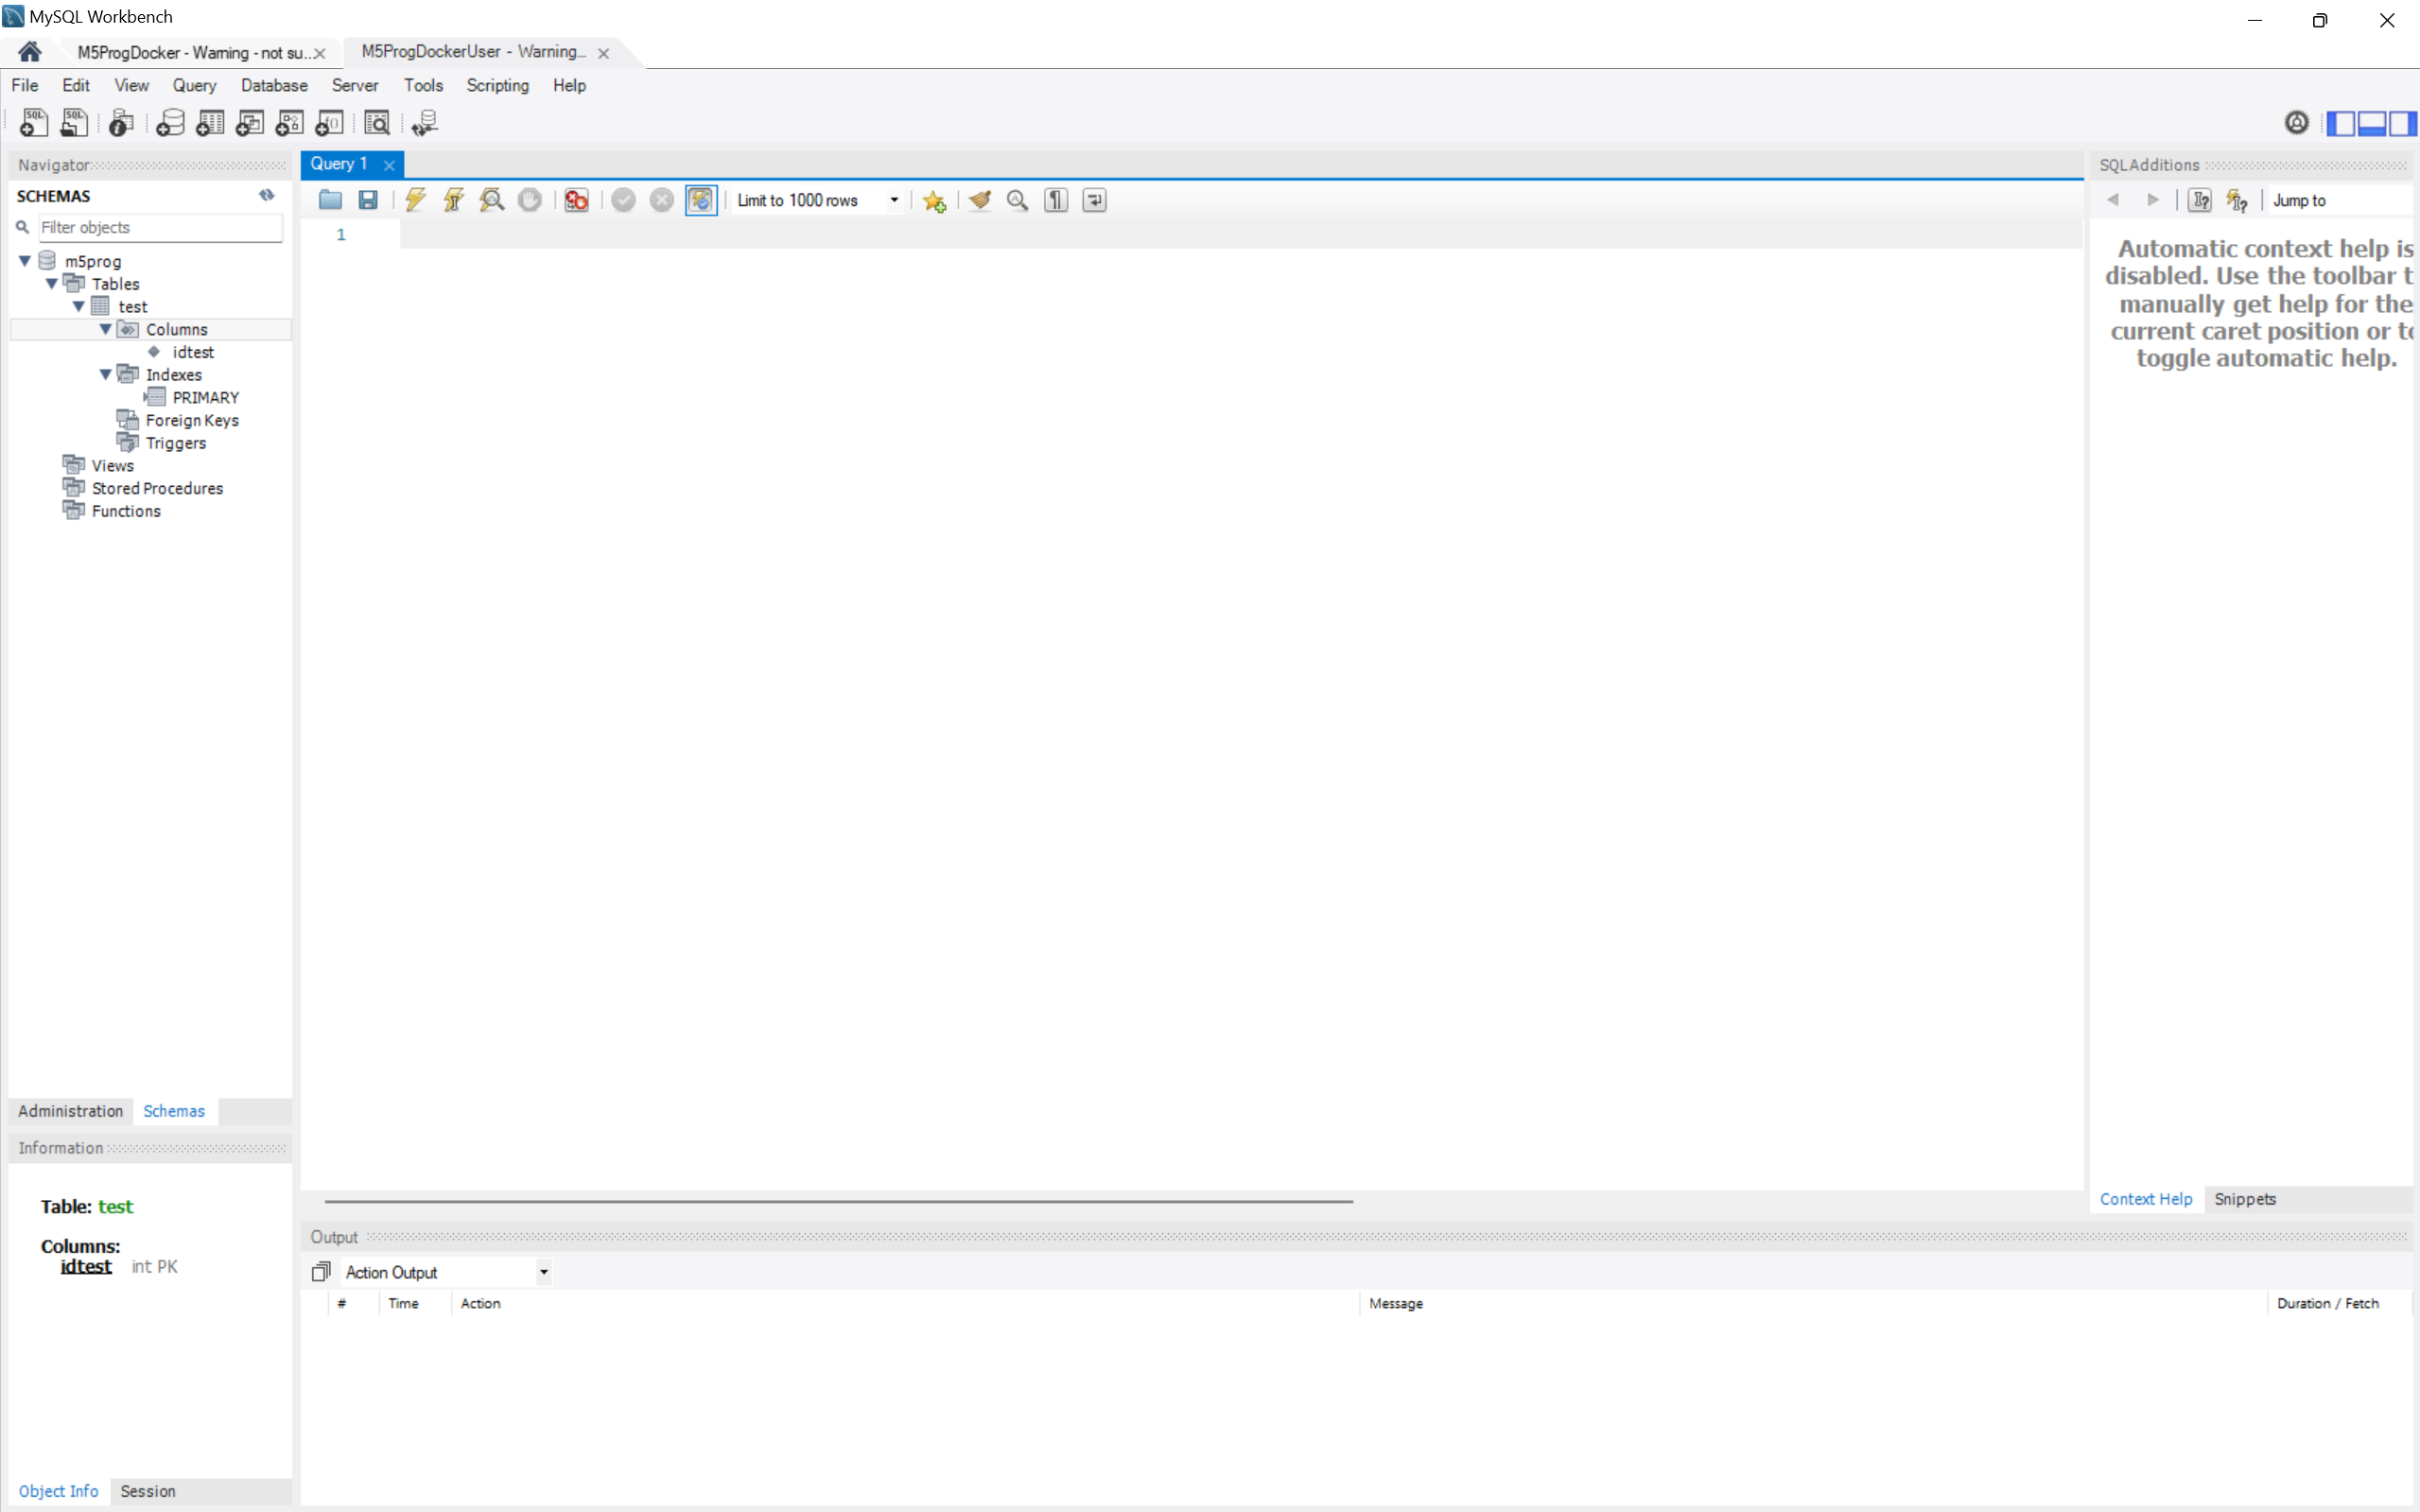 MySQL Workbench
M5ProgDocker - Warning - not su...
M5ProgDockerUser - Warning...
File Edit View Query Database Server Tools Scripting Help
Navigator
SCHEMAS
Filter objects
m5prog
Tables
test
Columns
idtest
Indexes
PRIMARY
Foreign Keys
Triggers
Views
Stored Procedures
Functions
Administration Schemas
Information
Table: test
Columns:
idtest int PK
Object Info Session
Query 1
Limit to 1000 rows
1
SQLAdditions
Jump to
Automatic context help is
disabled. Use the toolbar t
manually get help for the
current caret position or to
toggle automatic help.
Context Help Snippets
Output
Action Output
# Time Action Message Duration / Fetch